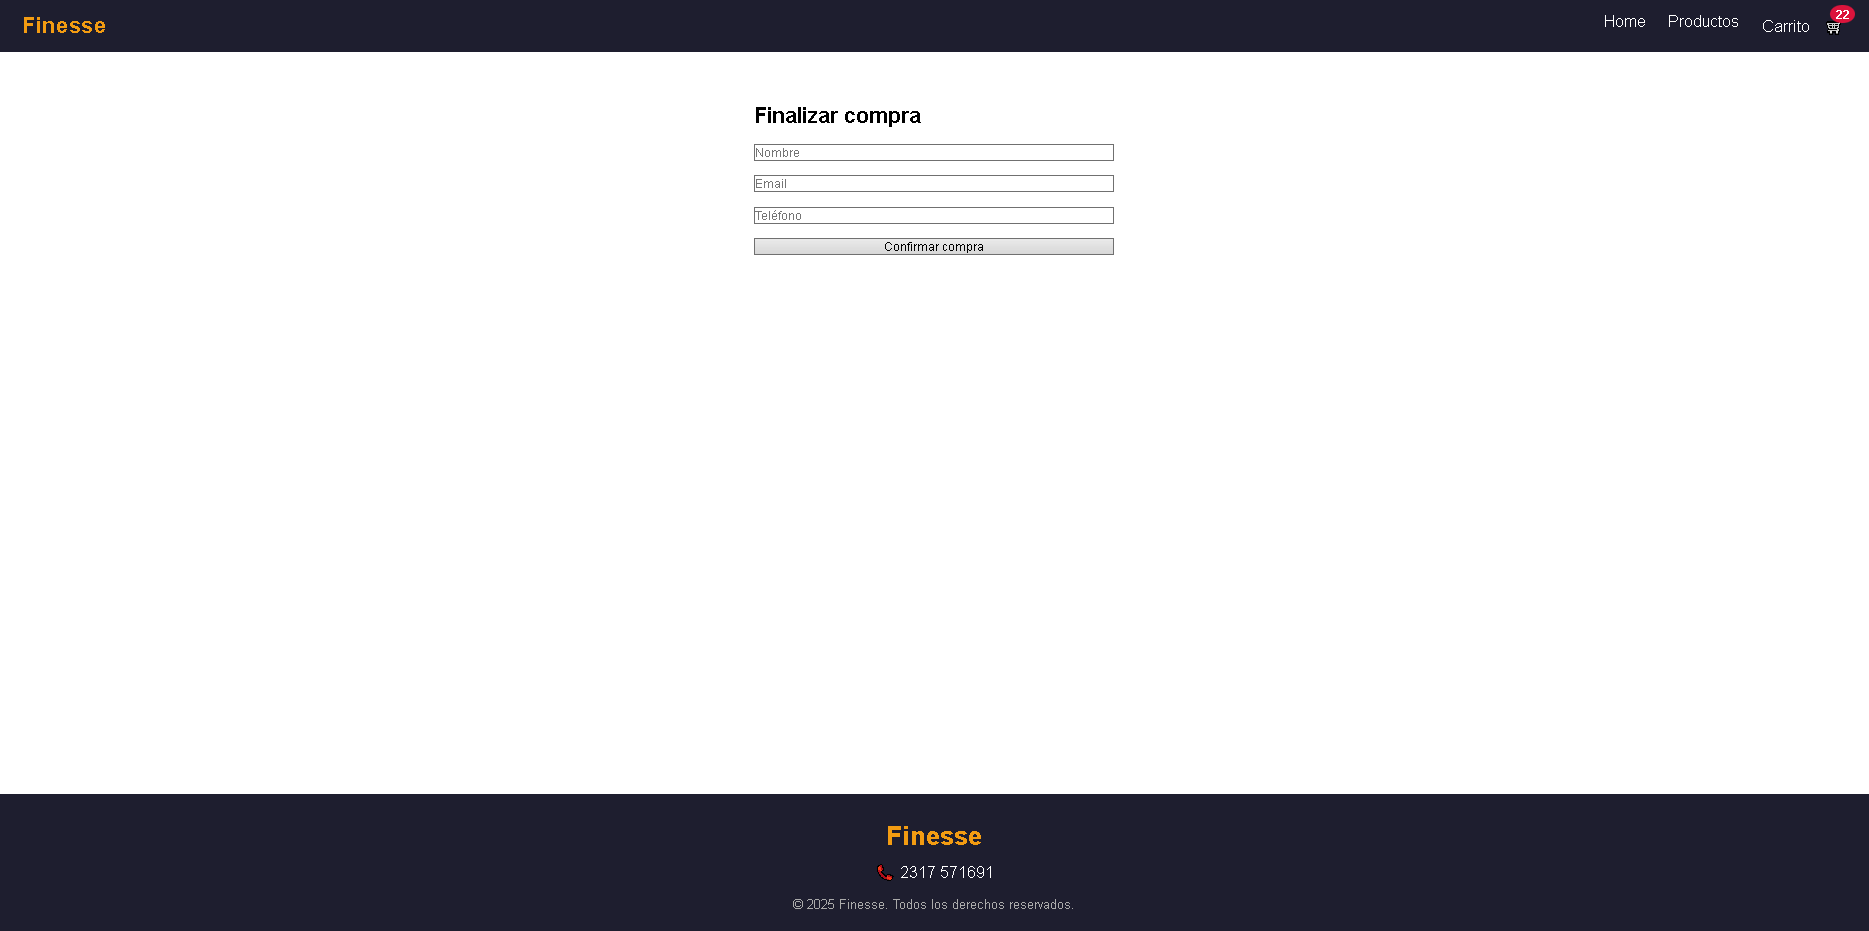 Finesse
Home Productos Carrito 22
Finalizar compra
Nombre
Email
Teléfono
Confirmar compra
Finesse
2317 571691
© 2025 Finesse. Todos los derechos reservados.